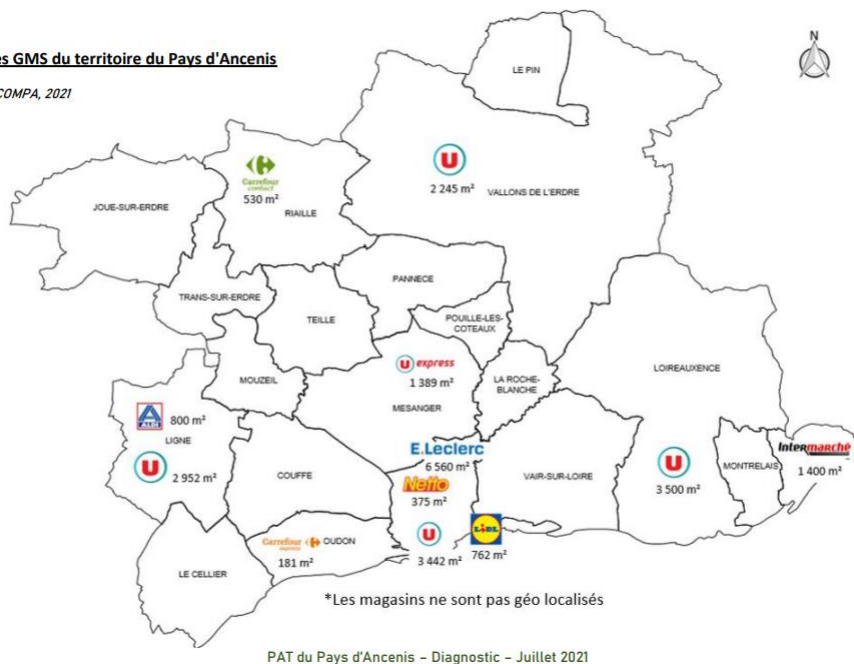 es GMS du territoire du Pays d'Ancenis
COMPA, 2021
N
LE PIN
U
2 245 m²
VALLONS DE L'ERDRE
Carrefour
contact
530 m²
RIAILLE
JOUE-SUR-ERDRE
PANNECE
TRANS-SUR-ERDRE
TEILLE
POUILLE-LES-
COTEAUX
U express
1 389 m²
LOIREAUXENCE
LA ROCHE-
BLANCHE
MOUZEIL
MESANGER
ALDI
800 m²
LIGNE
U
2 952 m²
E.Leclerc
6 560 m²
COUFFE
VAIR-SUR-LOIRE
Netto
375 m²
U
3 500 m²
MONTRELAIS
Intermarché
1 400 m²
Carrefour
express
OUDON
181 m²
U
3 442 m²
LIDL
762 m²
LE CELLIER
*Les magasins ne sont pas géo localisés
PAT du Pays d'Ancenis – Diagnostic – Juillet 2021